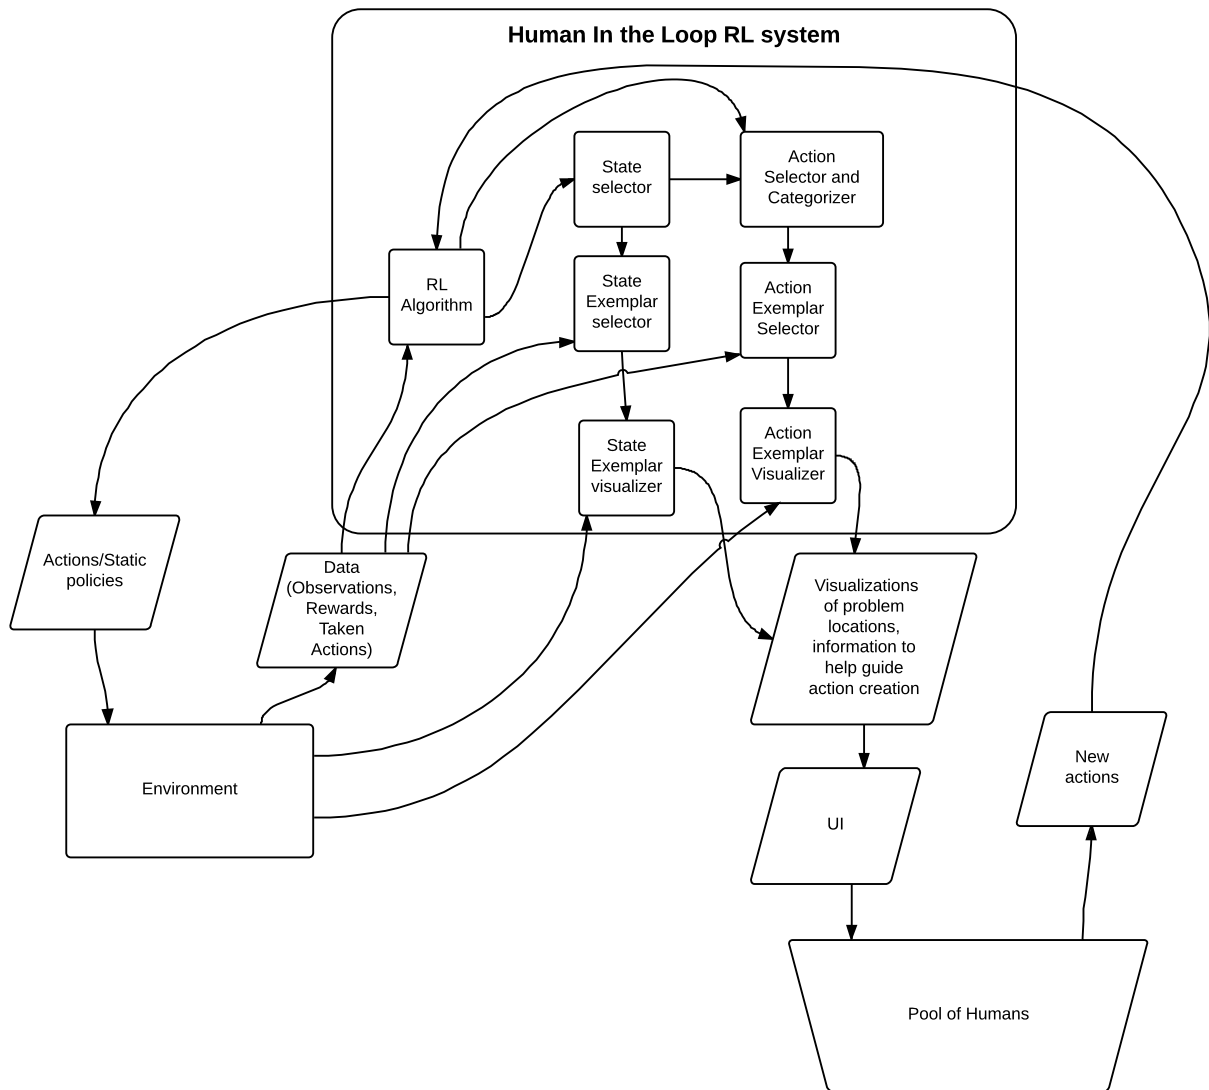 Human In the Loop RL system
State
selector
Action
Selector and
Categorizer
RL
Algorithm
State
Exemplar
selector
Action
Exemplar
Selector
State
Exemplar
visualizer
Action
Exemplar
Visualizer
Actions/Static
policies
Data
(Observations,
Rewards,
Taken
Actions)
Visualizations
of problem
locations,
information to
help guide
action creation
Environment
UI
New
actions
Pool of Humans